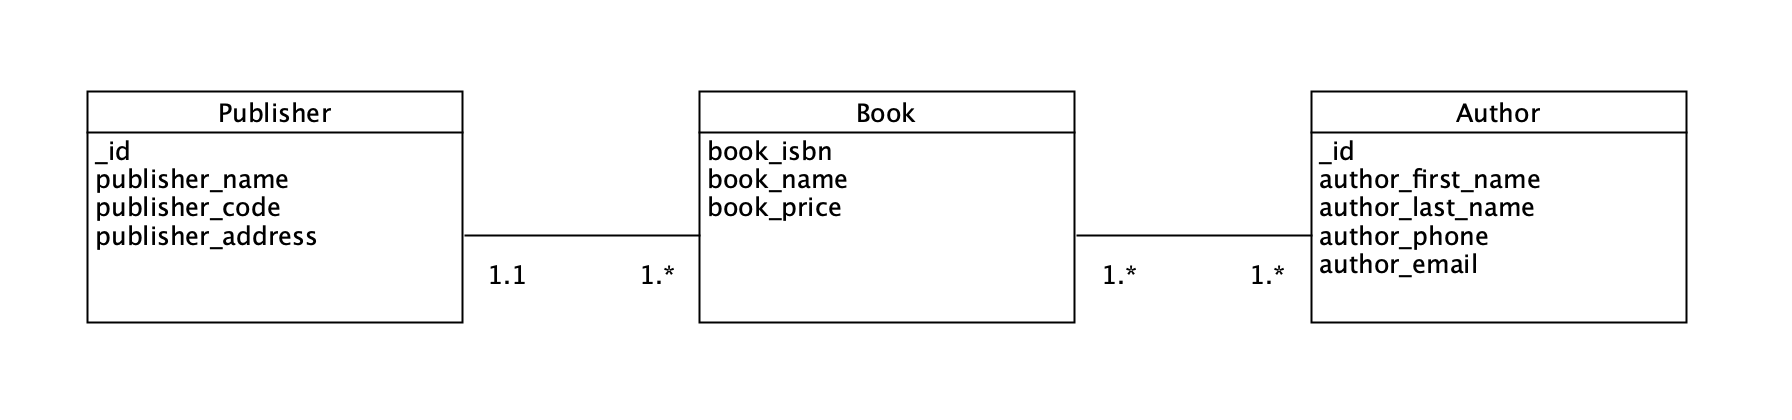 Publisher
_id
publisher_name
publisher_code
publisher_address
1.1
1.*
Book
book_isbn
book_name
book_price
1.*
1.*
Author
_id
author_first_name
author_last_name
author_phone
author_email